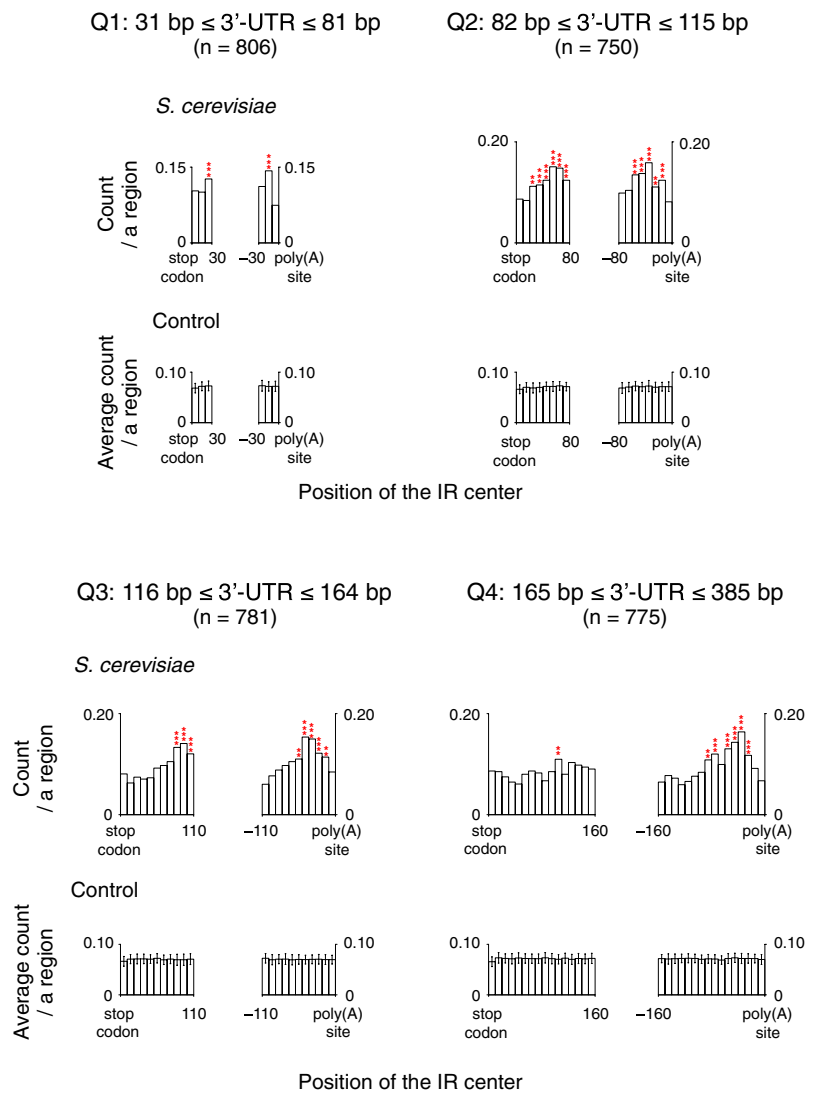 Q1: 31 bp ≤ 3’-UTR ≤ 81 bp
(n = 806)
Q2: 82 bp ≤ 3’-UTR ≤ 115 bp
(n = 750)
S. cerevisiae
Count
/ a region
0.15
0
stop
codon
30
0.15
0
–30
poly(A)
site
0.20
0
stop
codon
80
0.20
0
–80
poly(A)
site
Control
Average count
/ a region
0.10
0
stop
codon
30
0.10
0
–30
poly(A)
site
0.10
0
stop
codon
80
0.10
0
–80
poly(A)
site
Position of the IR center
Q3: 116 bp ≤ 3’-UTR ≤ 164 bp
(n = 781)
Q4: 165 bp ≤ 3’-UTR ≤ 385 bp
(n = 775)
S. cerevisiae
Count
/ a region
0.20
0
stop
codon
110
0.20
0
–110
poly(A)
site
0.20
0
stop
codon
160
0.20
0
–160
poly(A)
site
Control
Average count
/ a region
0.10
0
stop
codon
110
0.10
0
–110
poly(A)
site
0.10
0
stop
codon
160
0.10
0
–160
poly(A)
site
Position of the IR center